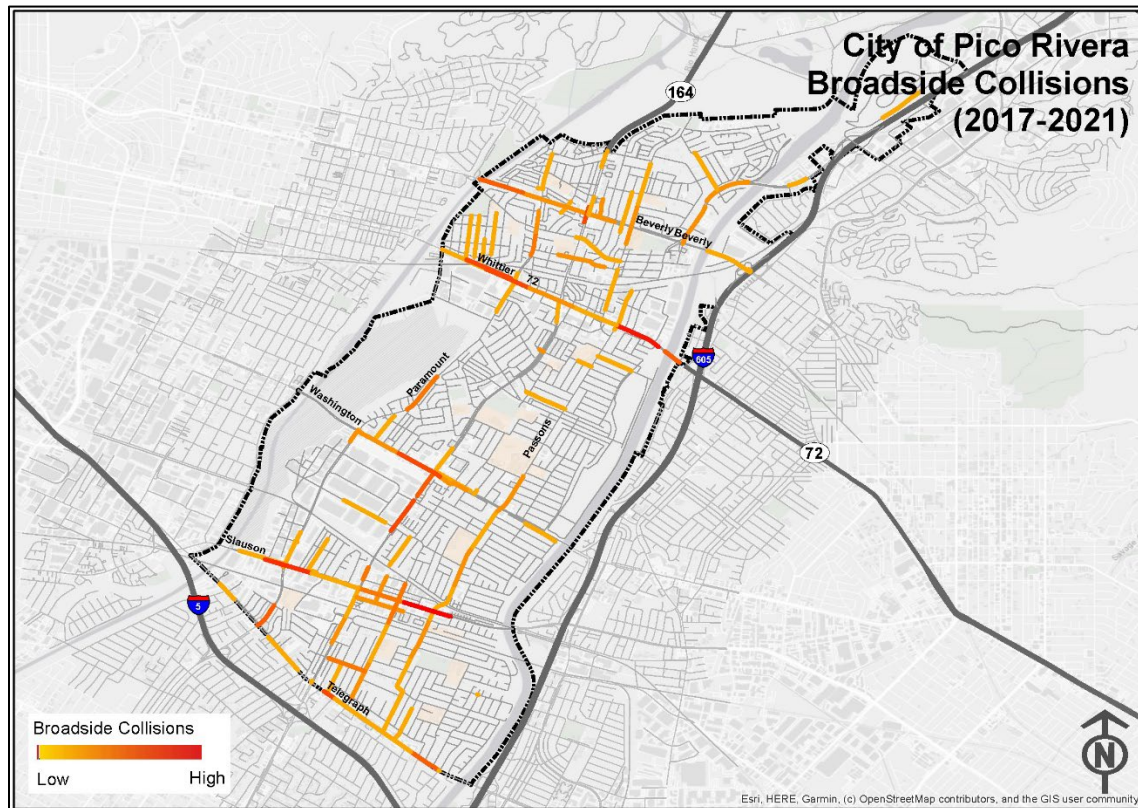 City of Pico Rivera
Broadside Collisions
(2017-2021)
164
Beverly Beverly
Whittier 72
605
Paramount
Washington
Passons
72
Slauson
5
Telegraph
Broadside Collisions
Low High
N
Esri, HERE, Garmin, (c) OpenStreetMap contributors, and the GIS user community